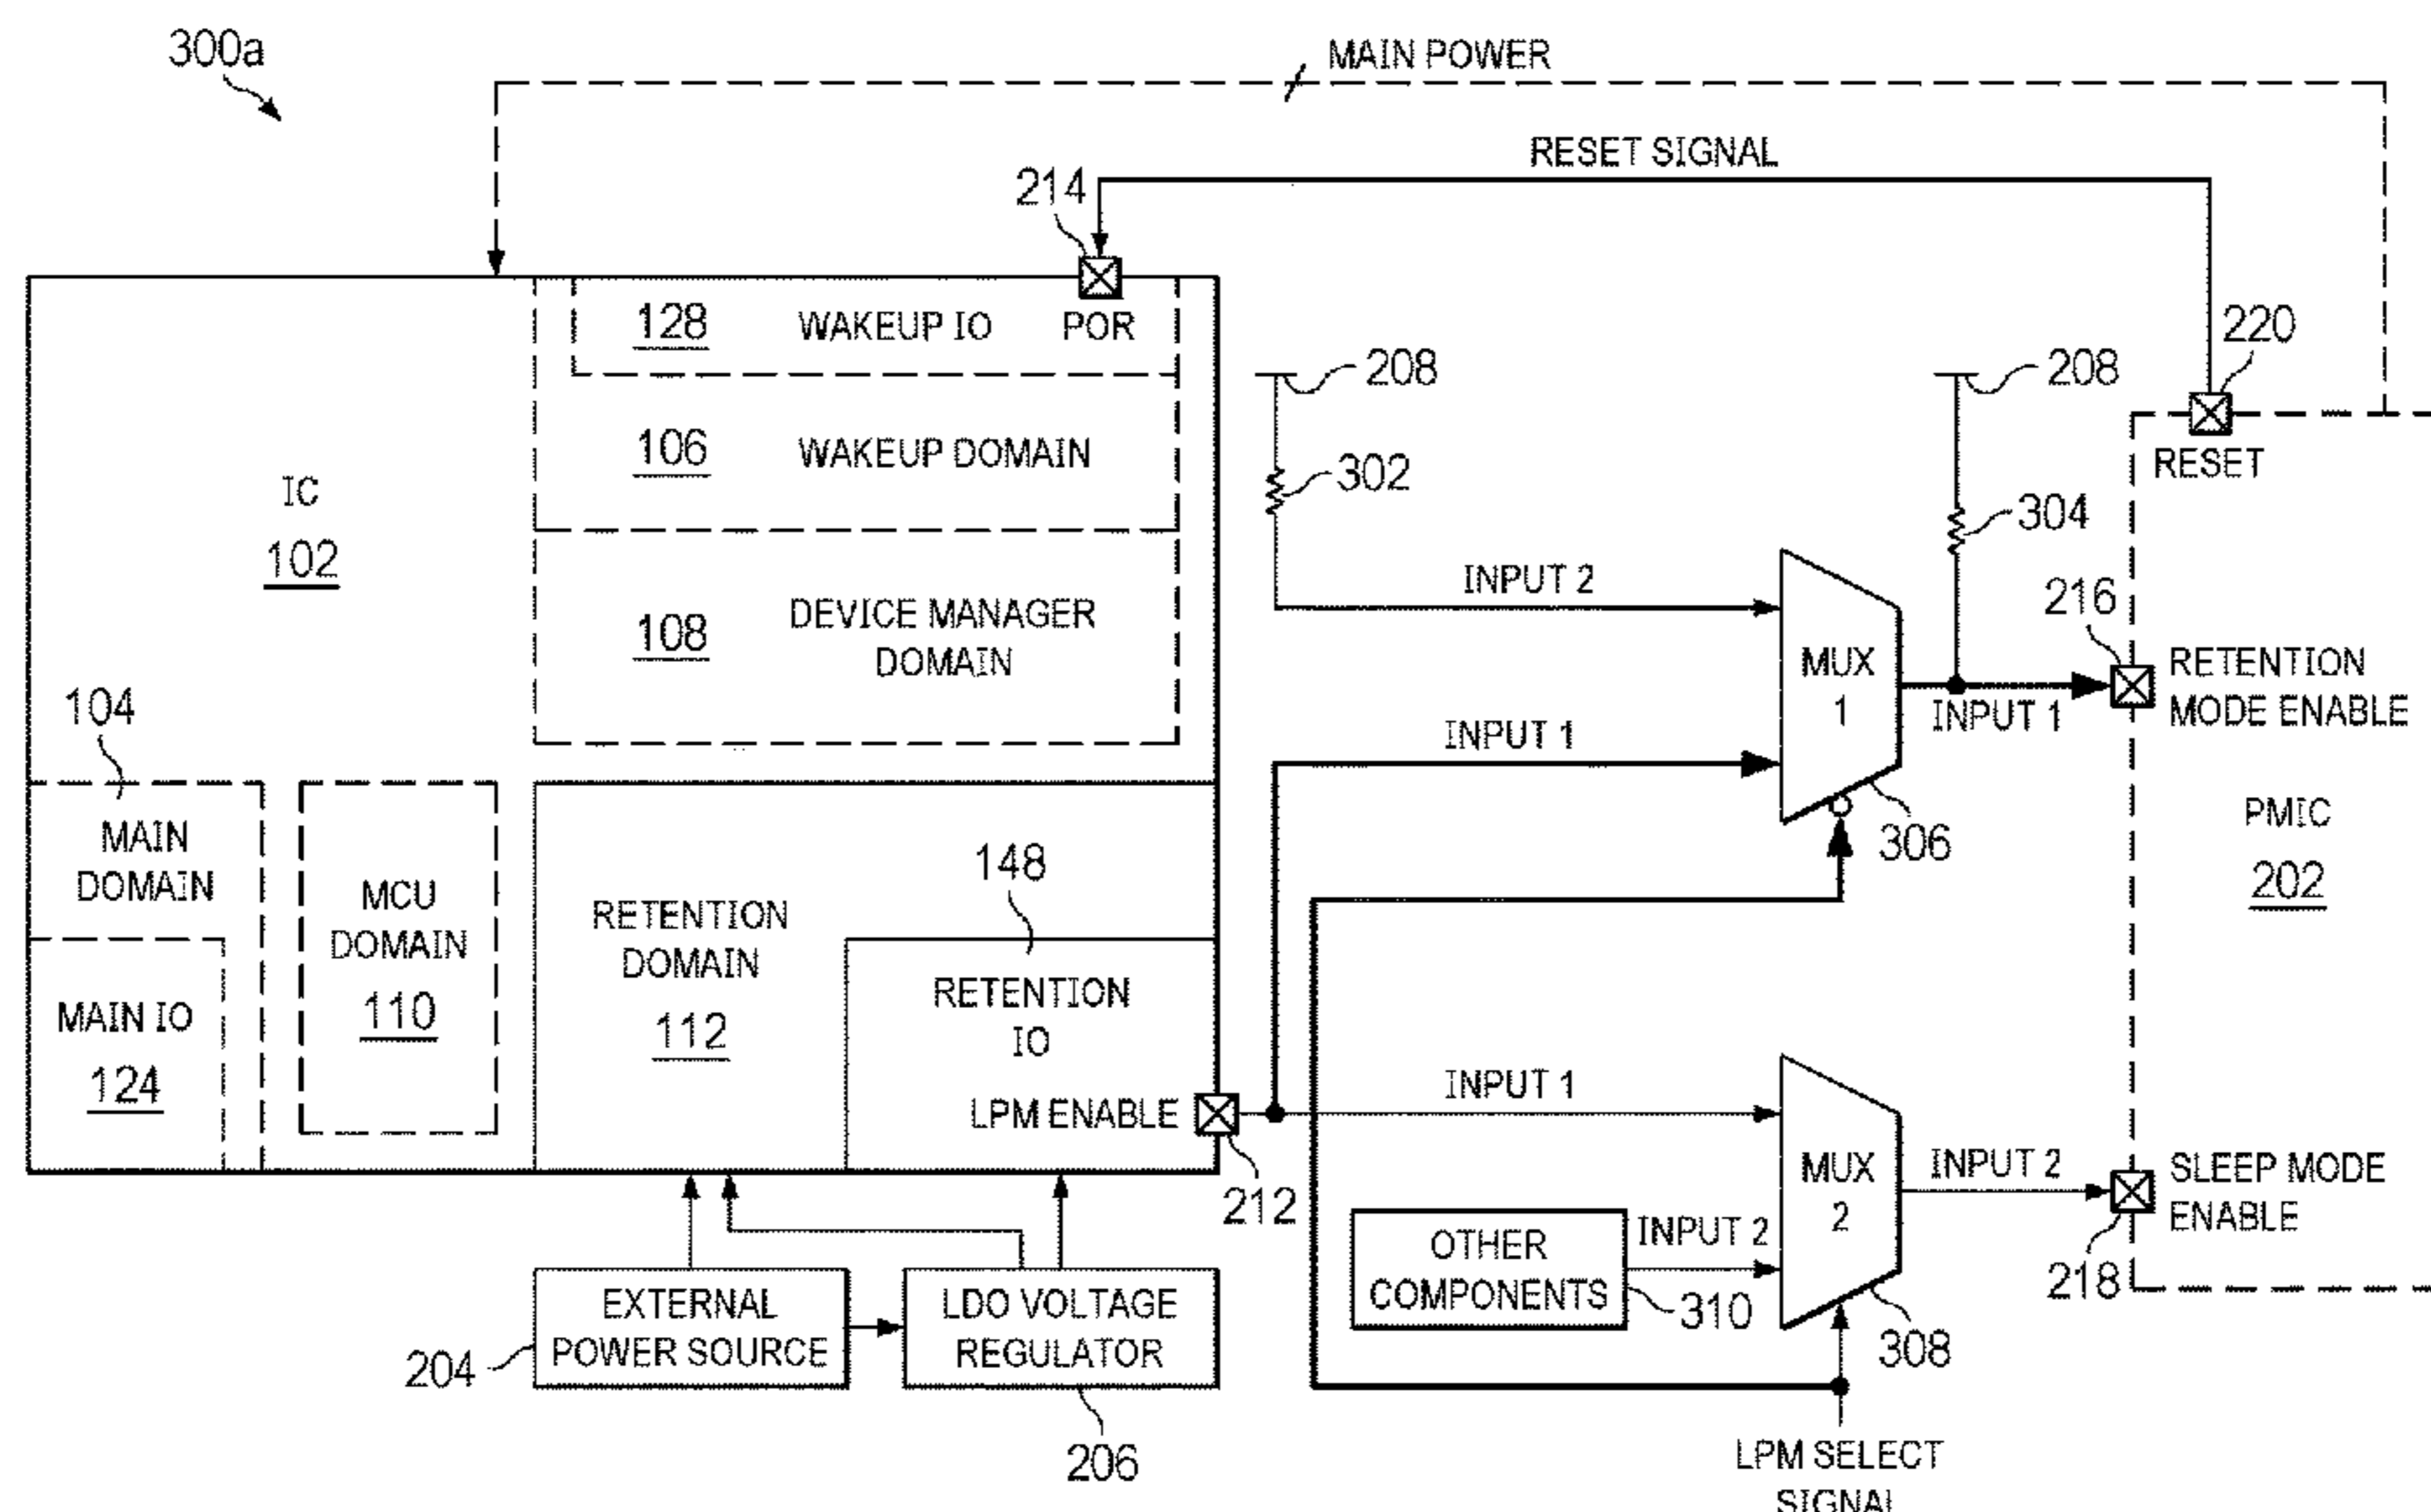 300a
MAIN POWER
RESET SIGNAL
214
128
WAKEUP IO
POR
208
208
220
RESET
106
WAKEUP DOMAIN
302
304
IC
102
INPUT 2
216
108
DEVICE MANAGER
DOMAIN
MUX
1
RETENTION
MODE ENABLE
INPUT 1
INPUT 1
104
MAIN
DOMAIN
306
PMIC
202
148
MCU
DOMAIN
110
RETENTION
DOMAIN
112
RETENTION
IO
MAIN IO
124
LPM ENABLE
INPUT 1
212
MUX
2
INPUT 2
SLEEP MODE
ENABLE
218
OTHER
COMPONENTS
INPUT 2
310
308
EXTERNAL
POWER SOURCE
204
LDO VOLTAGE
REGULATOR
206
LPM SELECT
SIGNAL